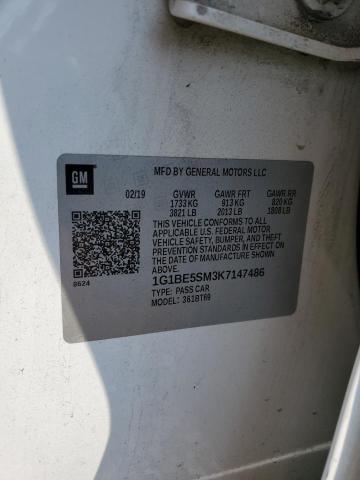 GM
MFD BY GENERAL MOTORS LLC
02/19 GVWR GAWR FRT GAWR RR
1733 KG 913 KG 820 KG
3821 LB 2013 LB 1808 LB
THIS VEHICLE CONFORMS TO ALL
APPLICABLE U.S. FEDERAL MOTOR
VEHICLE SAFETY, BUMPER, AND THEFT
PREVENTION STANDARDS IN EFFECT ON
THE DATE OF MANUFACTURE SHOWN
ABOVE.
8624
1G1BE5SM3K7147486
TYPE: PASS CAR
MODEL: 361BT69